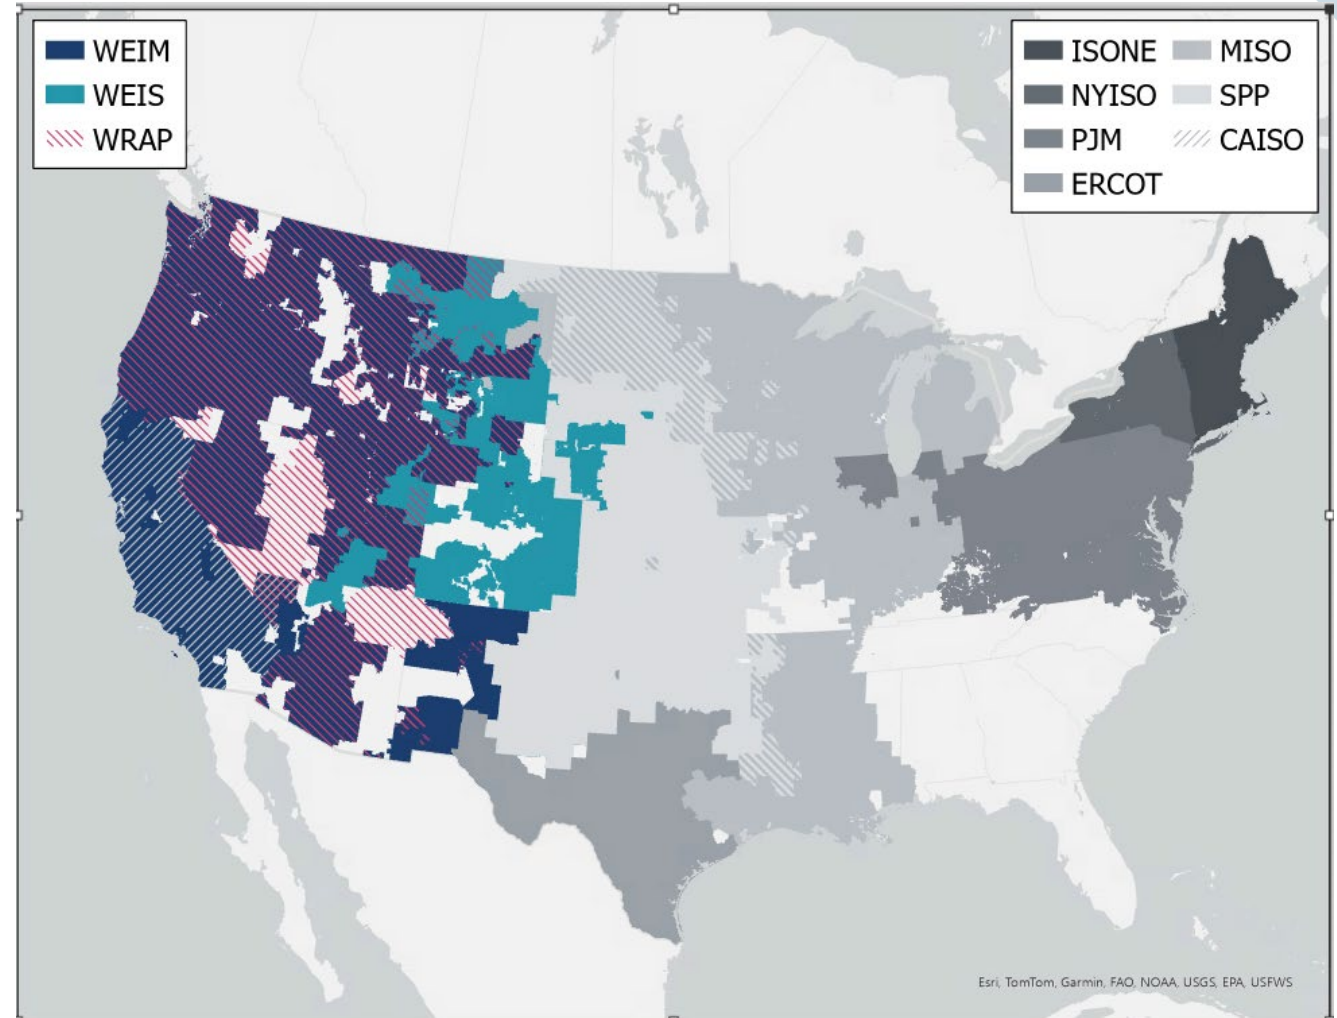 WEIM
WEIS
WRAP
ISONE
NYISO
PJM
ERCOT
MISO
SPP
CAISO
Esri, TomTom, Garmin, FAO, NOAA, USGS, EPA, USFWS